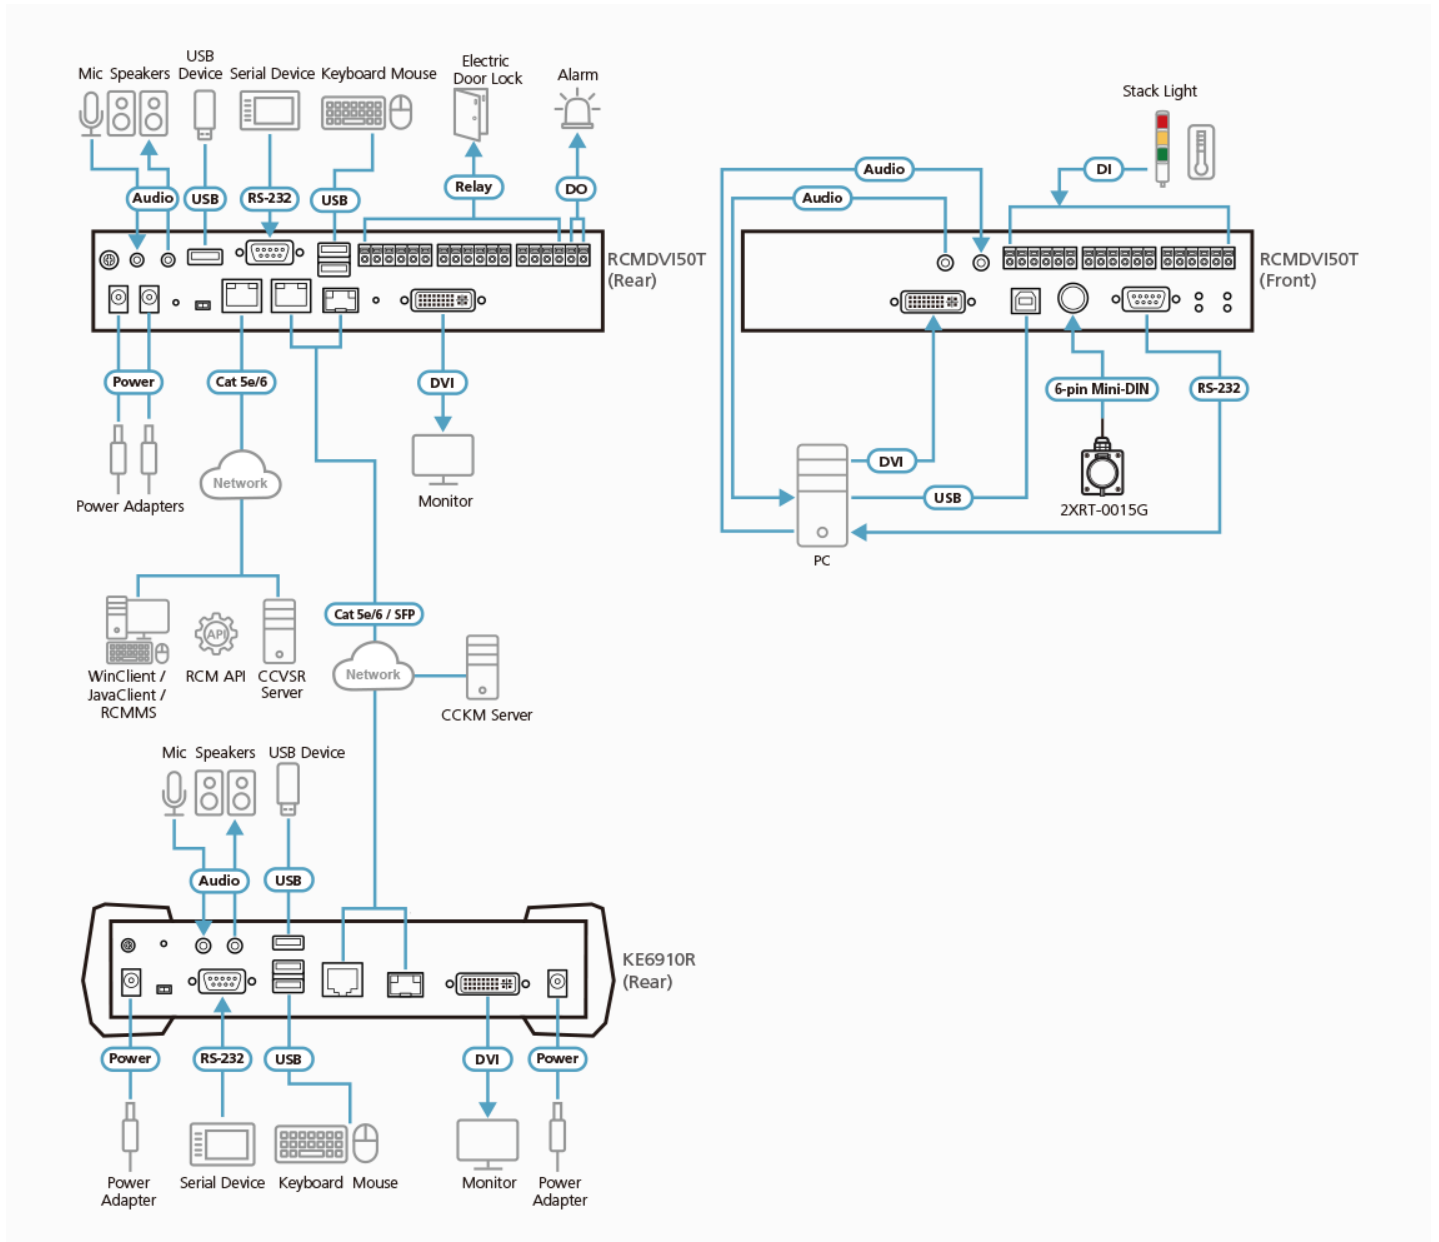 Mic Speakers
USB
Device
Serial Device
Keyboard Mouse
Electric
Door Lock
Alarm
Audio
USB
RS-232
USB
Relay
DO
RCMDVI50T
(Rear)
Power
Cat 5e/6
DVI
Power Adapters
Network
Monitor
Cat 5e/6 / SFP
API
WinClient /
JavaClient /
RCMMS
RCM API
CCVSR
Server
Network
CCKM Server
Stack Light
Audio
DI
Audio
RCMDVI50T
(Front)
6-pin Mini-DIN
RS-232
DVI
USB
2XRT-0015G
PC
Mic Speakers
USB Device
Audio
USB
KE6910R
(Rear)
Power
RS-232
USB
DVI
Power
Power
Adapter
Serial Device
Keyboard Mouse
Monitor
Power
Adapter